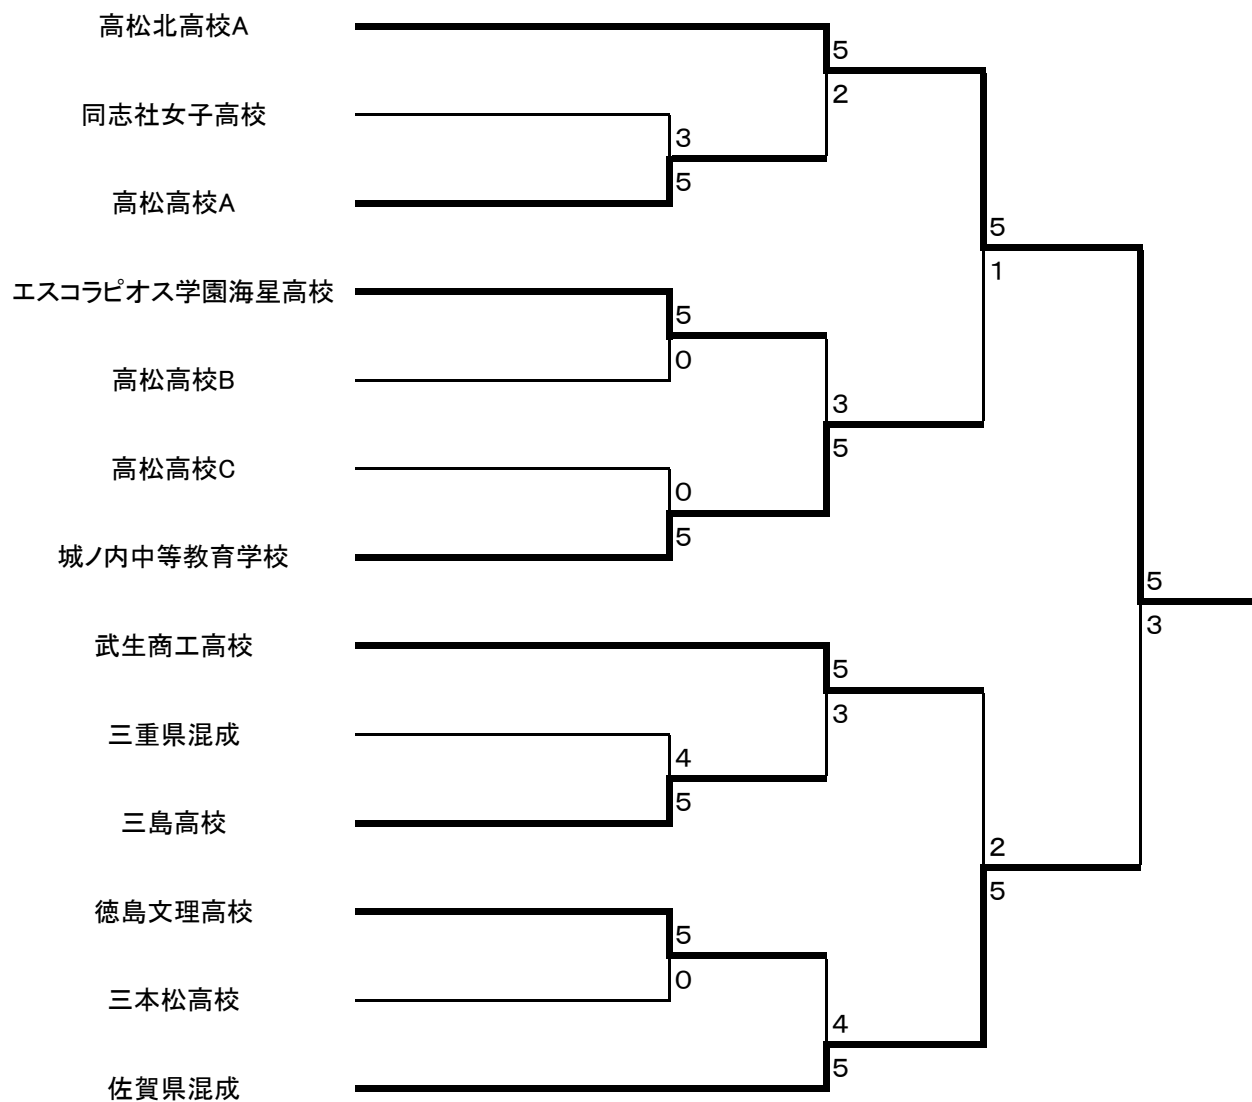 高松北高校A
5
2
同志社女子高校
3
5
高松高校A
5
1
エスコラピオス学園海星高校
5
0
高松高校B
3
5
高松高校C
0
5
城ノ内中等教育学校
5
3
武生商工高校
5
3
三重県混成
4
5
三島高校
2
5
徳島文理高校
5
0
三本松高校
4
5
佐賀県混成